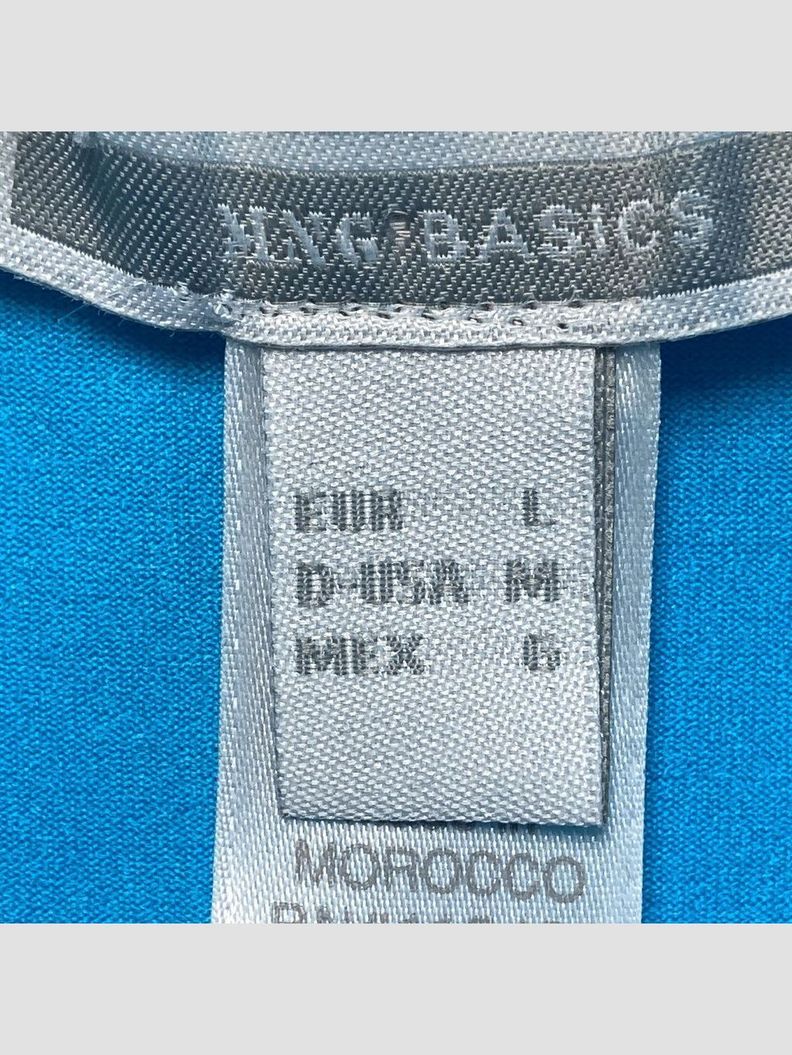 MNG BASICS
EUR L
D-USA M
MEX G
MOROCCO